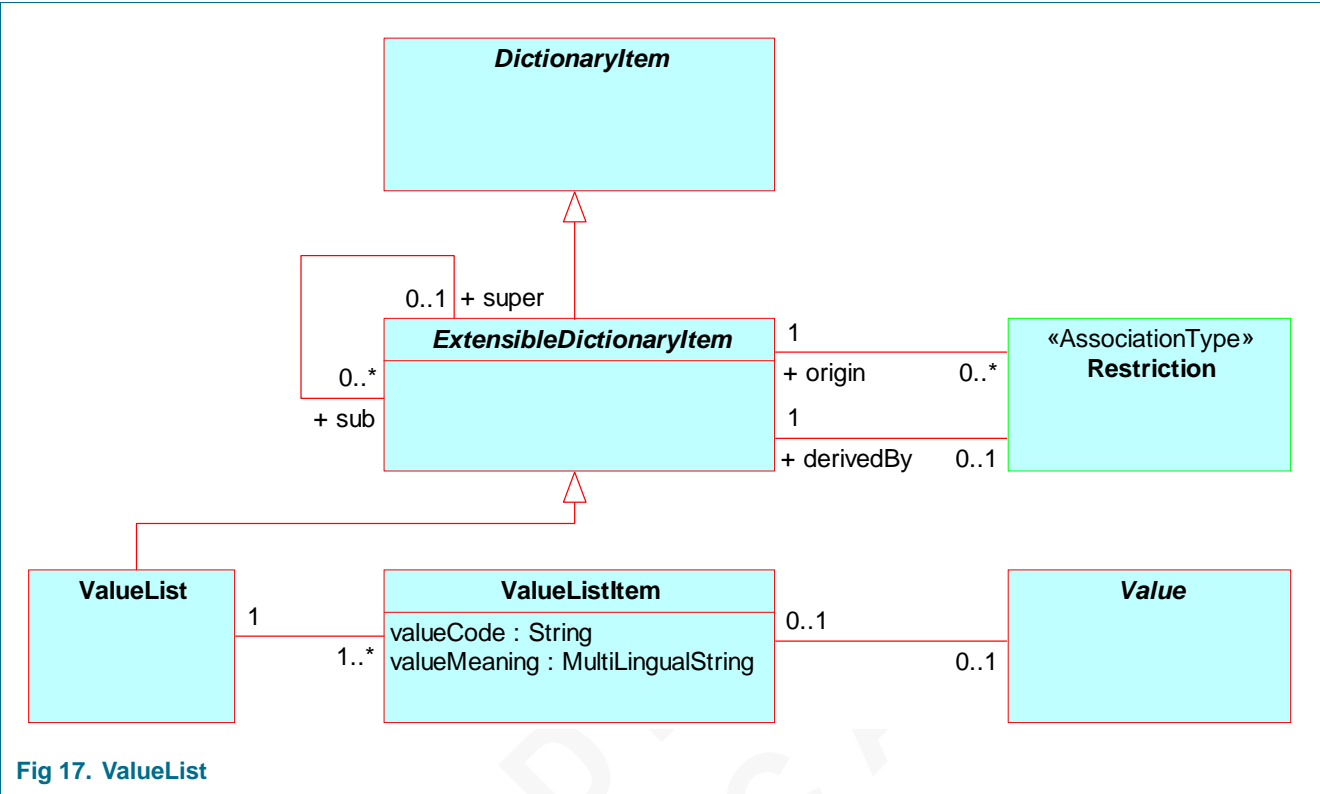 DictionaryItem
0..1 + super
ExtensibleDictionaryItem
0..*
+ sub
1
+ origin
0..*
1
+ derivedBy
0..1
«AssociationType»
Restriction
ValueList
1
1..*
ValueListItem
valueCode : String
valueMeaning : MultiLingualString
0..1
0..1
Value
Fig 17. ValueList